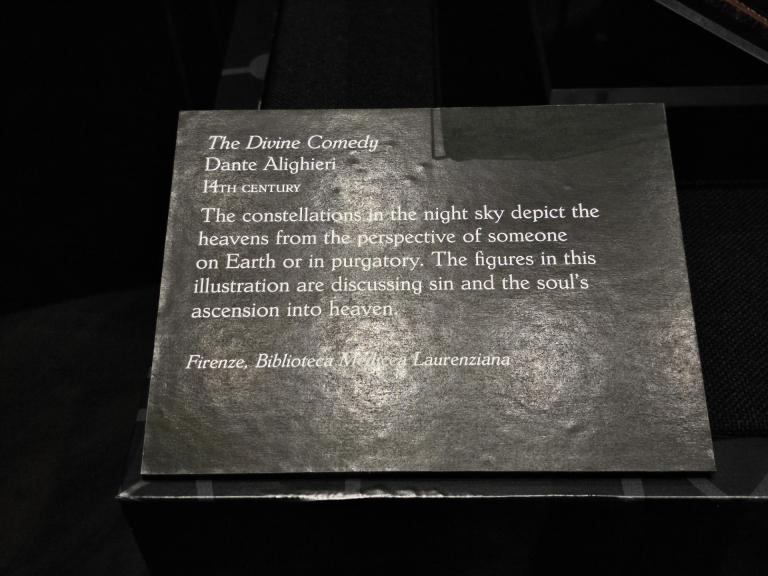 The Divine Comedy
Dante Alighieri
14TH CENTURY
The constellations in the night sky depict the
heavens from the perspective of someone
on Earth or in purgatory. The figures in this
illustration are discussing sin and the soul's
ascension into heaven.
Firenze, Biblioteca Medicea Laurenziana